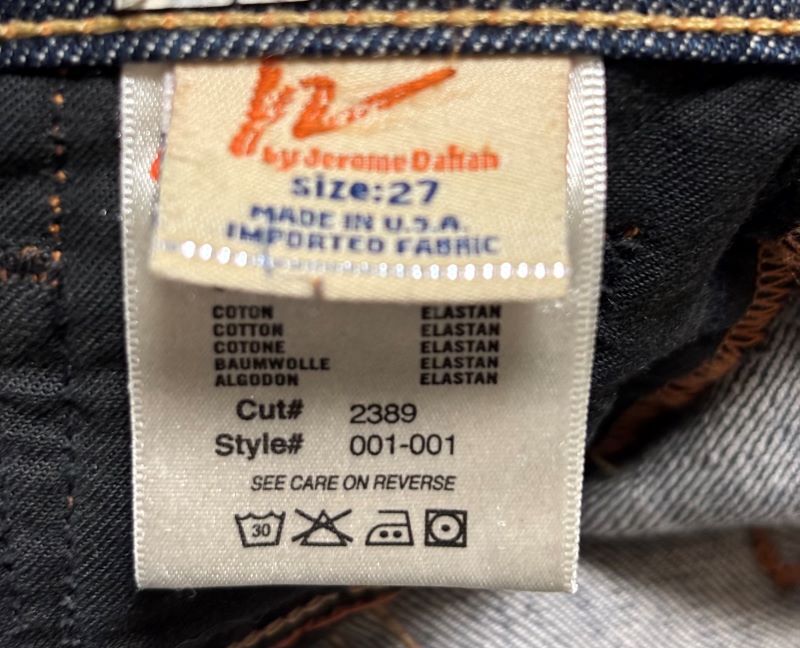 by Jerome Dahan
size:27
MADE IN U.S.A.
IMPORTED FABRIC
COTON ELASTAN
COTTON ELASTAN
COTONE ELASTAN
BAUMWOLLE ELASTAN
ALGODON ELASTAN
Cut# 2389
Style# 001-001
SEE CARE ON REVERSE
30